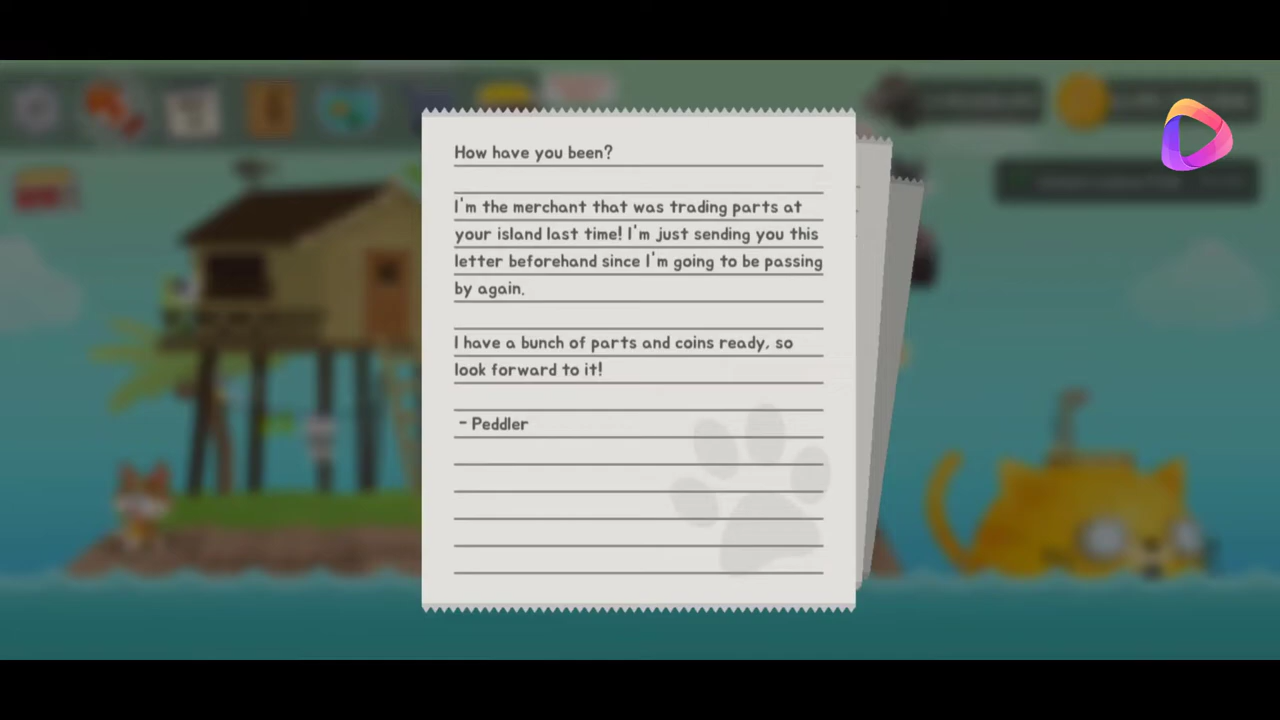 How have you been?
I'm the merchant that was trading parts at
your island last time! I'm just sending you this
letter beforehand since I'm going to be passing
by again.
I have a bunch of parts and coins ready, so
look forward to it!
- Peddler